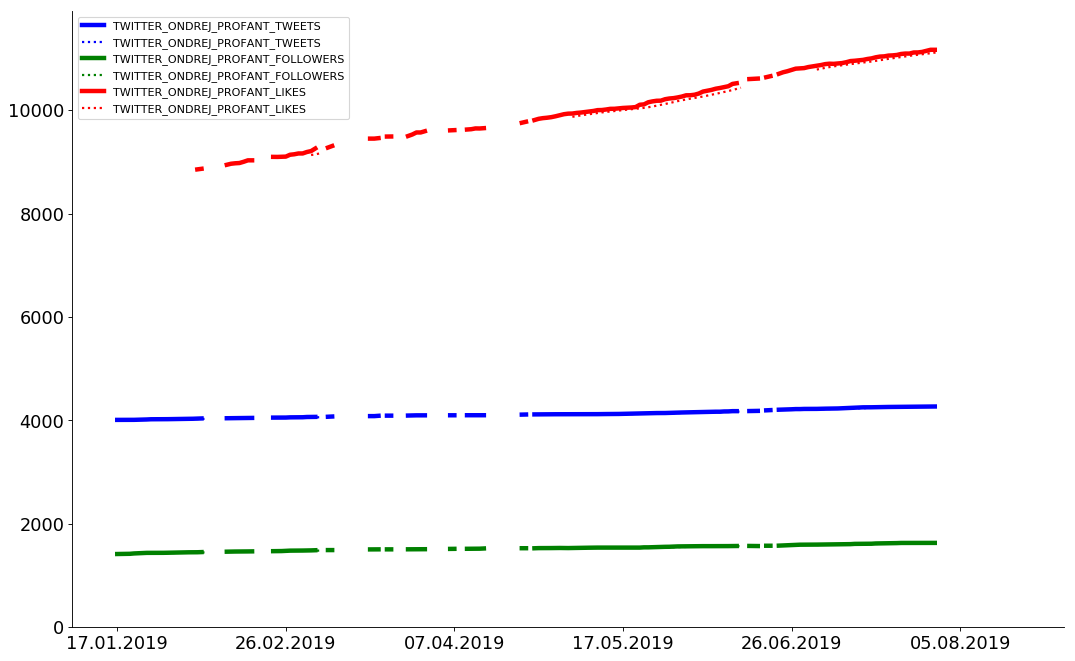 TWITTER_ONDREJ_PROFANT_TWEETS
TWITTER_ONDREJ_PROFANT_TWEETS
TWITTER_ONDREJ_PROFANT_FOLLOWERS
TWITTER_ONDREJ_PROFANT_FOLLOWERS
TWITTER_ONDREJ_PROFANT_LIKES
TWITTER_ONDREJ_PROFANT_LIKES
10000
8000
6000
4000
2000
0
17.01.2019 26.02.2019 07.04.2019 17.05.2019 26.06.2019 05.08.2019